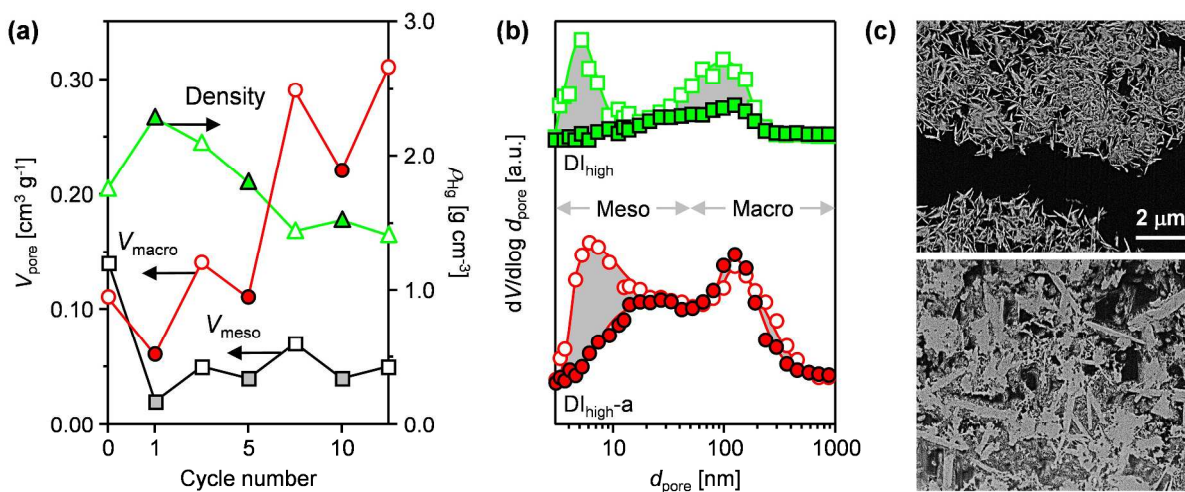 (a)
V_pore [cm³ g⁻¹]
0.30
0.20
0.10
0.00
Density
V_macro
V_meso
0
1
5
10
Cycle number
3.0
2.0
1.0
0.0
ρ_Hg [g cm⁻³]
(b)
dV/dlog d_pore [a.u.]
DI_high
Meso
Macro
DI_high-a
10
100
1000
d_pore [nm]
(c)
2 μm